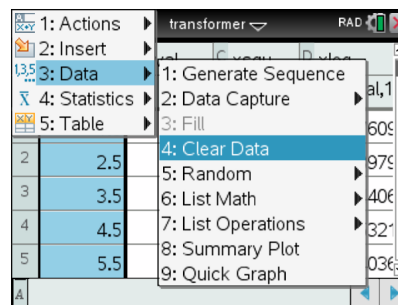 1: Actions
2: Insert
3: Data
4: Statistics
5: Table
transformer
RAD
1: Generate Sequence
2: Data Capture
3: Fill
4: Clear Data
5: Random
6: List Math
7: List Operations
8: Summary Plot
9: Quick Graph
2 2.5
3 3.5
4 4.5
5 5.5
A